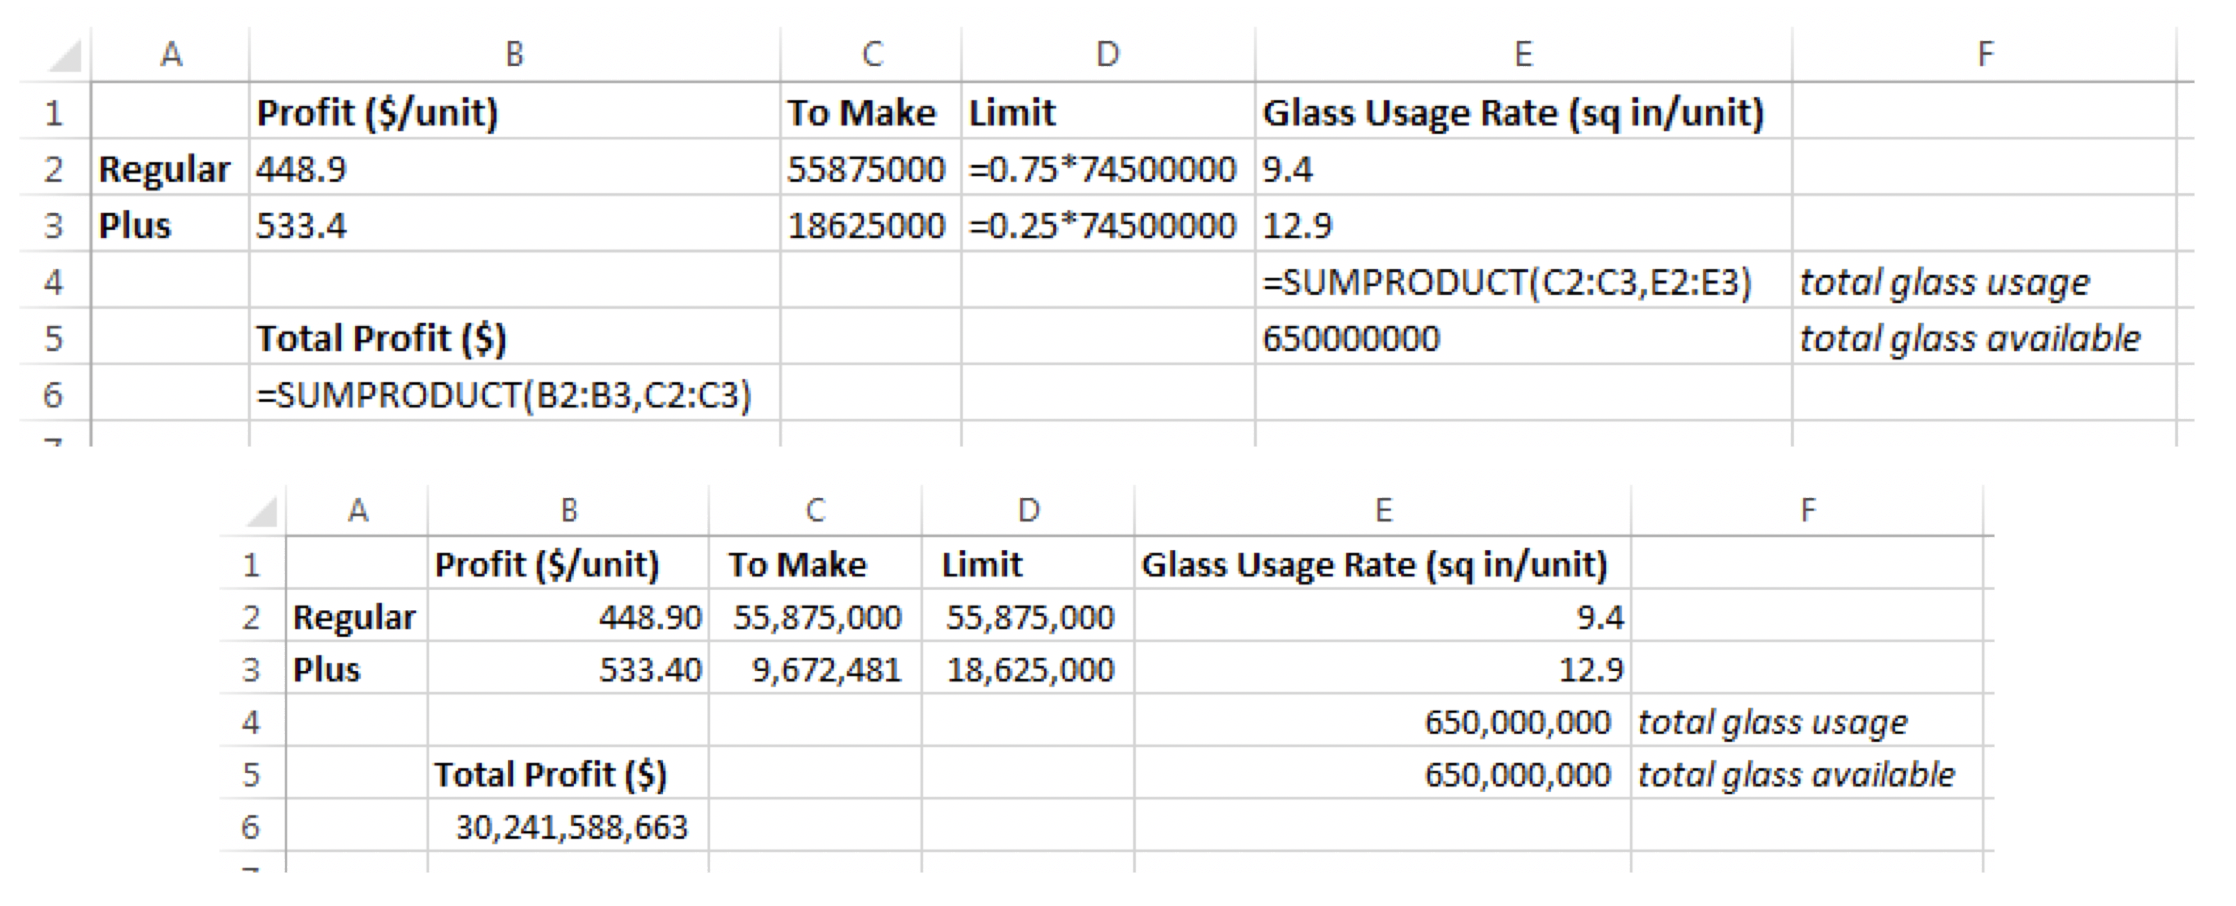 A B C D E F
1 Profit ($/unit) To Make Limit Glass Usage Rate (sq in/unit)
2 Regular 448.9 55875000 =0.75*74500000 9.4
3 Plus 533.4 18625000 =0.25*74500000 12.9
4 =SUMPRODUCT(C2:C3,E2:E3) total glass usage
5 Total Profit ($) 650000000 total glass available
6 =SUMPRODUCT(B2:B3,C2:C3)
A B C D E F
1 Profit ($/unit) To Make Limit Glass Usage Rate (sq in/unit)
2 Regular 448.90 55,875,000 55,875,000 9.4
3 Plus 533.40 9,672,481 18,625,000 12.9
4 650,000,000 total glass usage
5 Total Profit ($) 650,000,000 total glass available
6 30,241,588,663